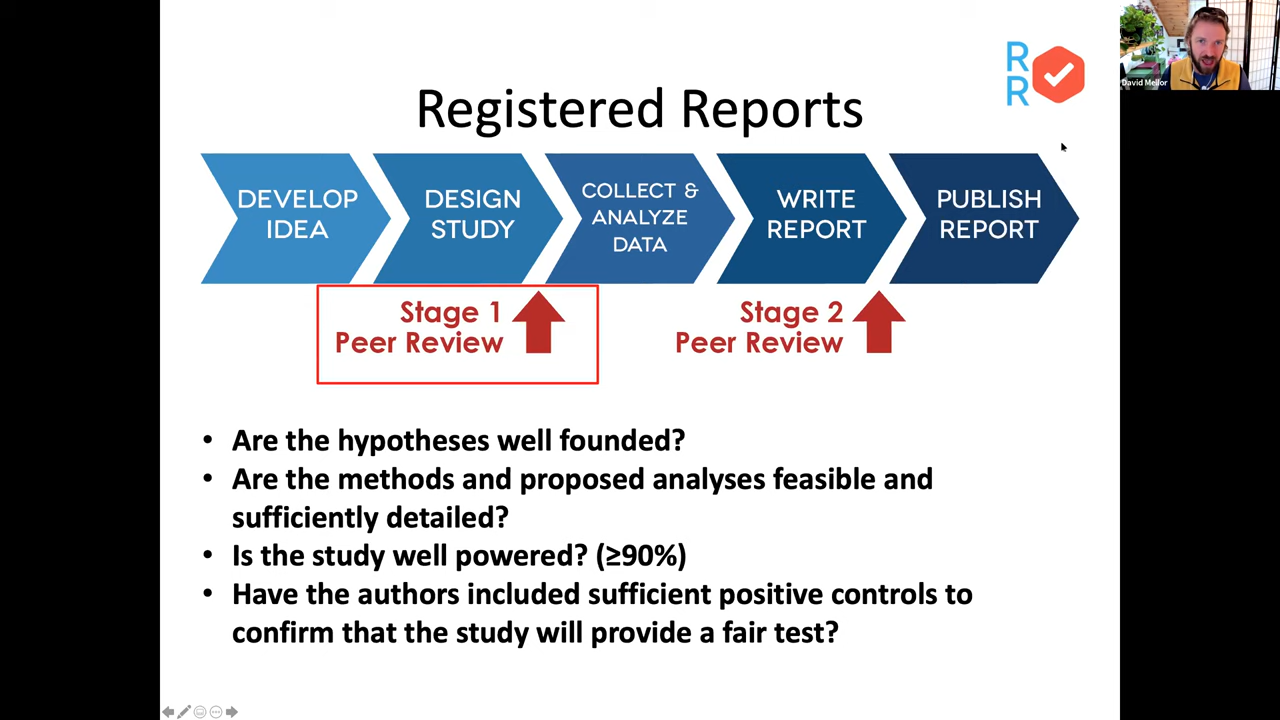 R
R
David Mellor
Registered Reports
DEVELOP
IDEA
DESIGN
STUDY
COLLECT &
ANALYZE
DATA
WRITE
REPORT
PUBLISH
REPORT
Stage 1
Peer Review
Stage 2
Peer Review
• Are the hypotheses well founded?
• Are the methods and proposed analyses feasible and
sufficiently detailed?
• Is the study well powered? (≥90%)
• Have the authors included sufficient positive controls to
confirm that the study will provide a fair test?